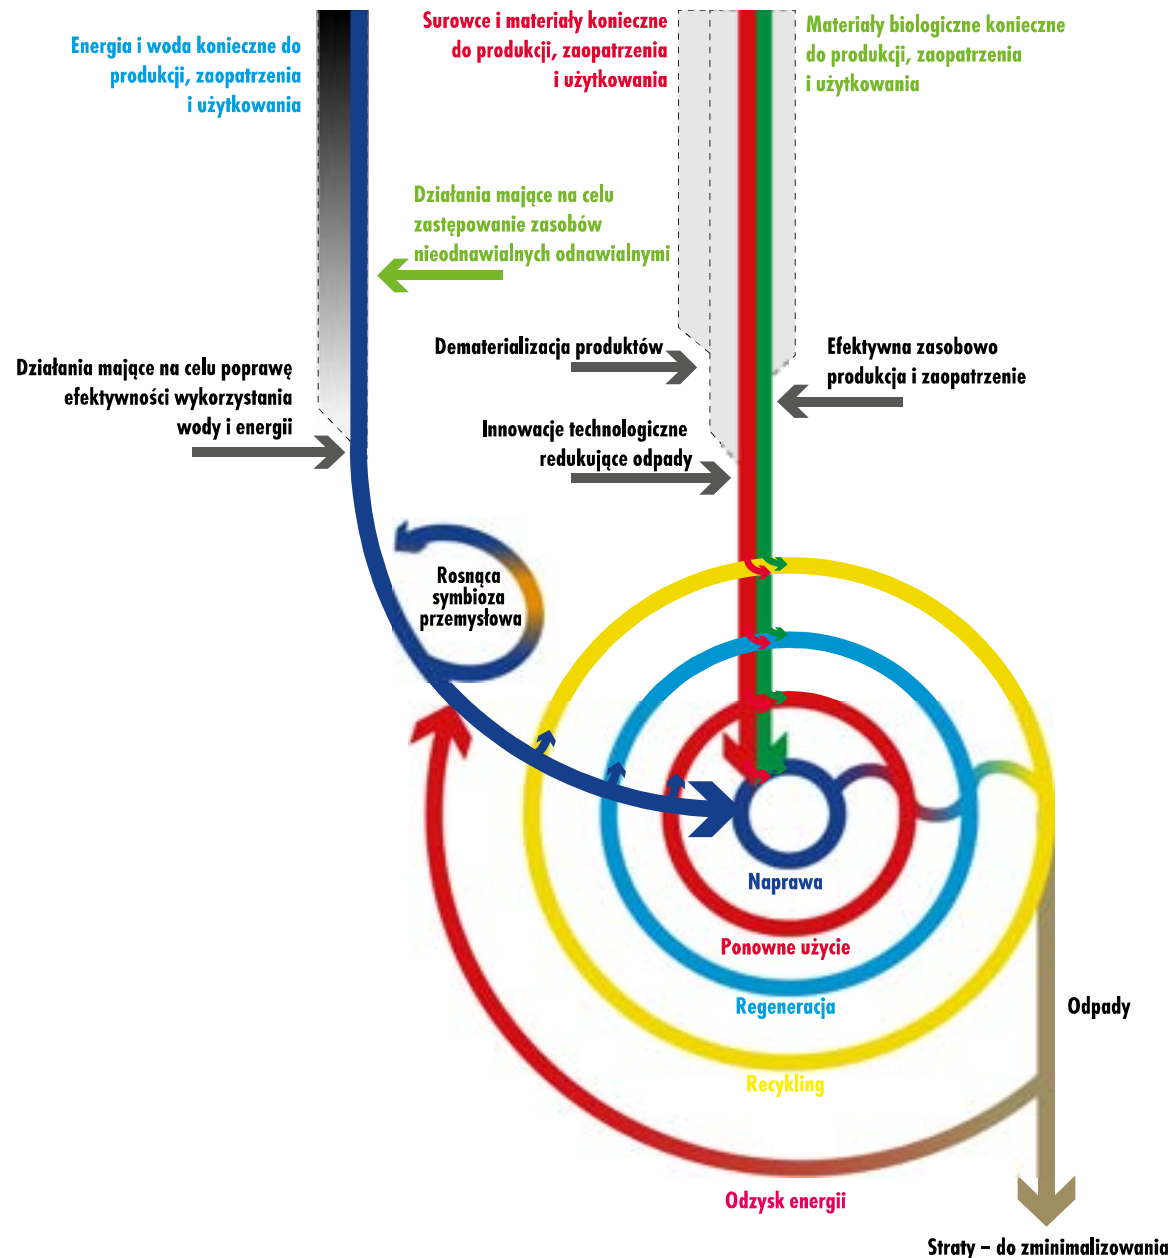 Energia i woda konieczne do
produkcji, zaopatrzenia
i użytkowania
Surowce i materiały konieczne
do produkcji, zaopatrzenia
i użytkowania
Materiały biologiczne konieczne
do produkcji, zaopatrzenia
i użytkowania
Działania mające na celu
zastępowanie zasobów
nieodnawialnych odnawialnymi
Dematerializacja produktów
Efektywna zasobowo
produkcja i zaopatrzenie
Działania mające na celu poprawę
efektywności wykorzystania
wody i energii
Innowacje technologiczne
redukujące odpady
Rosnąca
symbioza
przemysłowa
Naprawa
Ponowne użycie
Regeneracja
Recykling
Odpady
Odzysk energii
Straty – do zminimalizowania